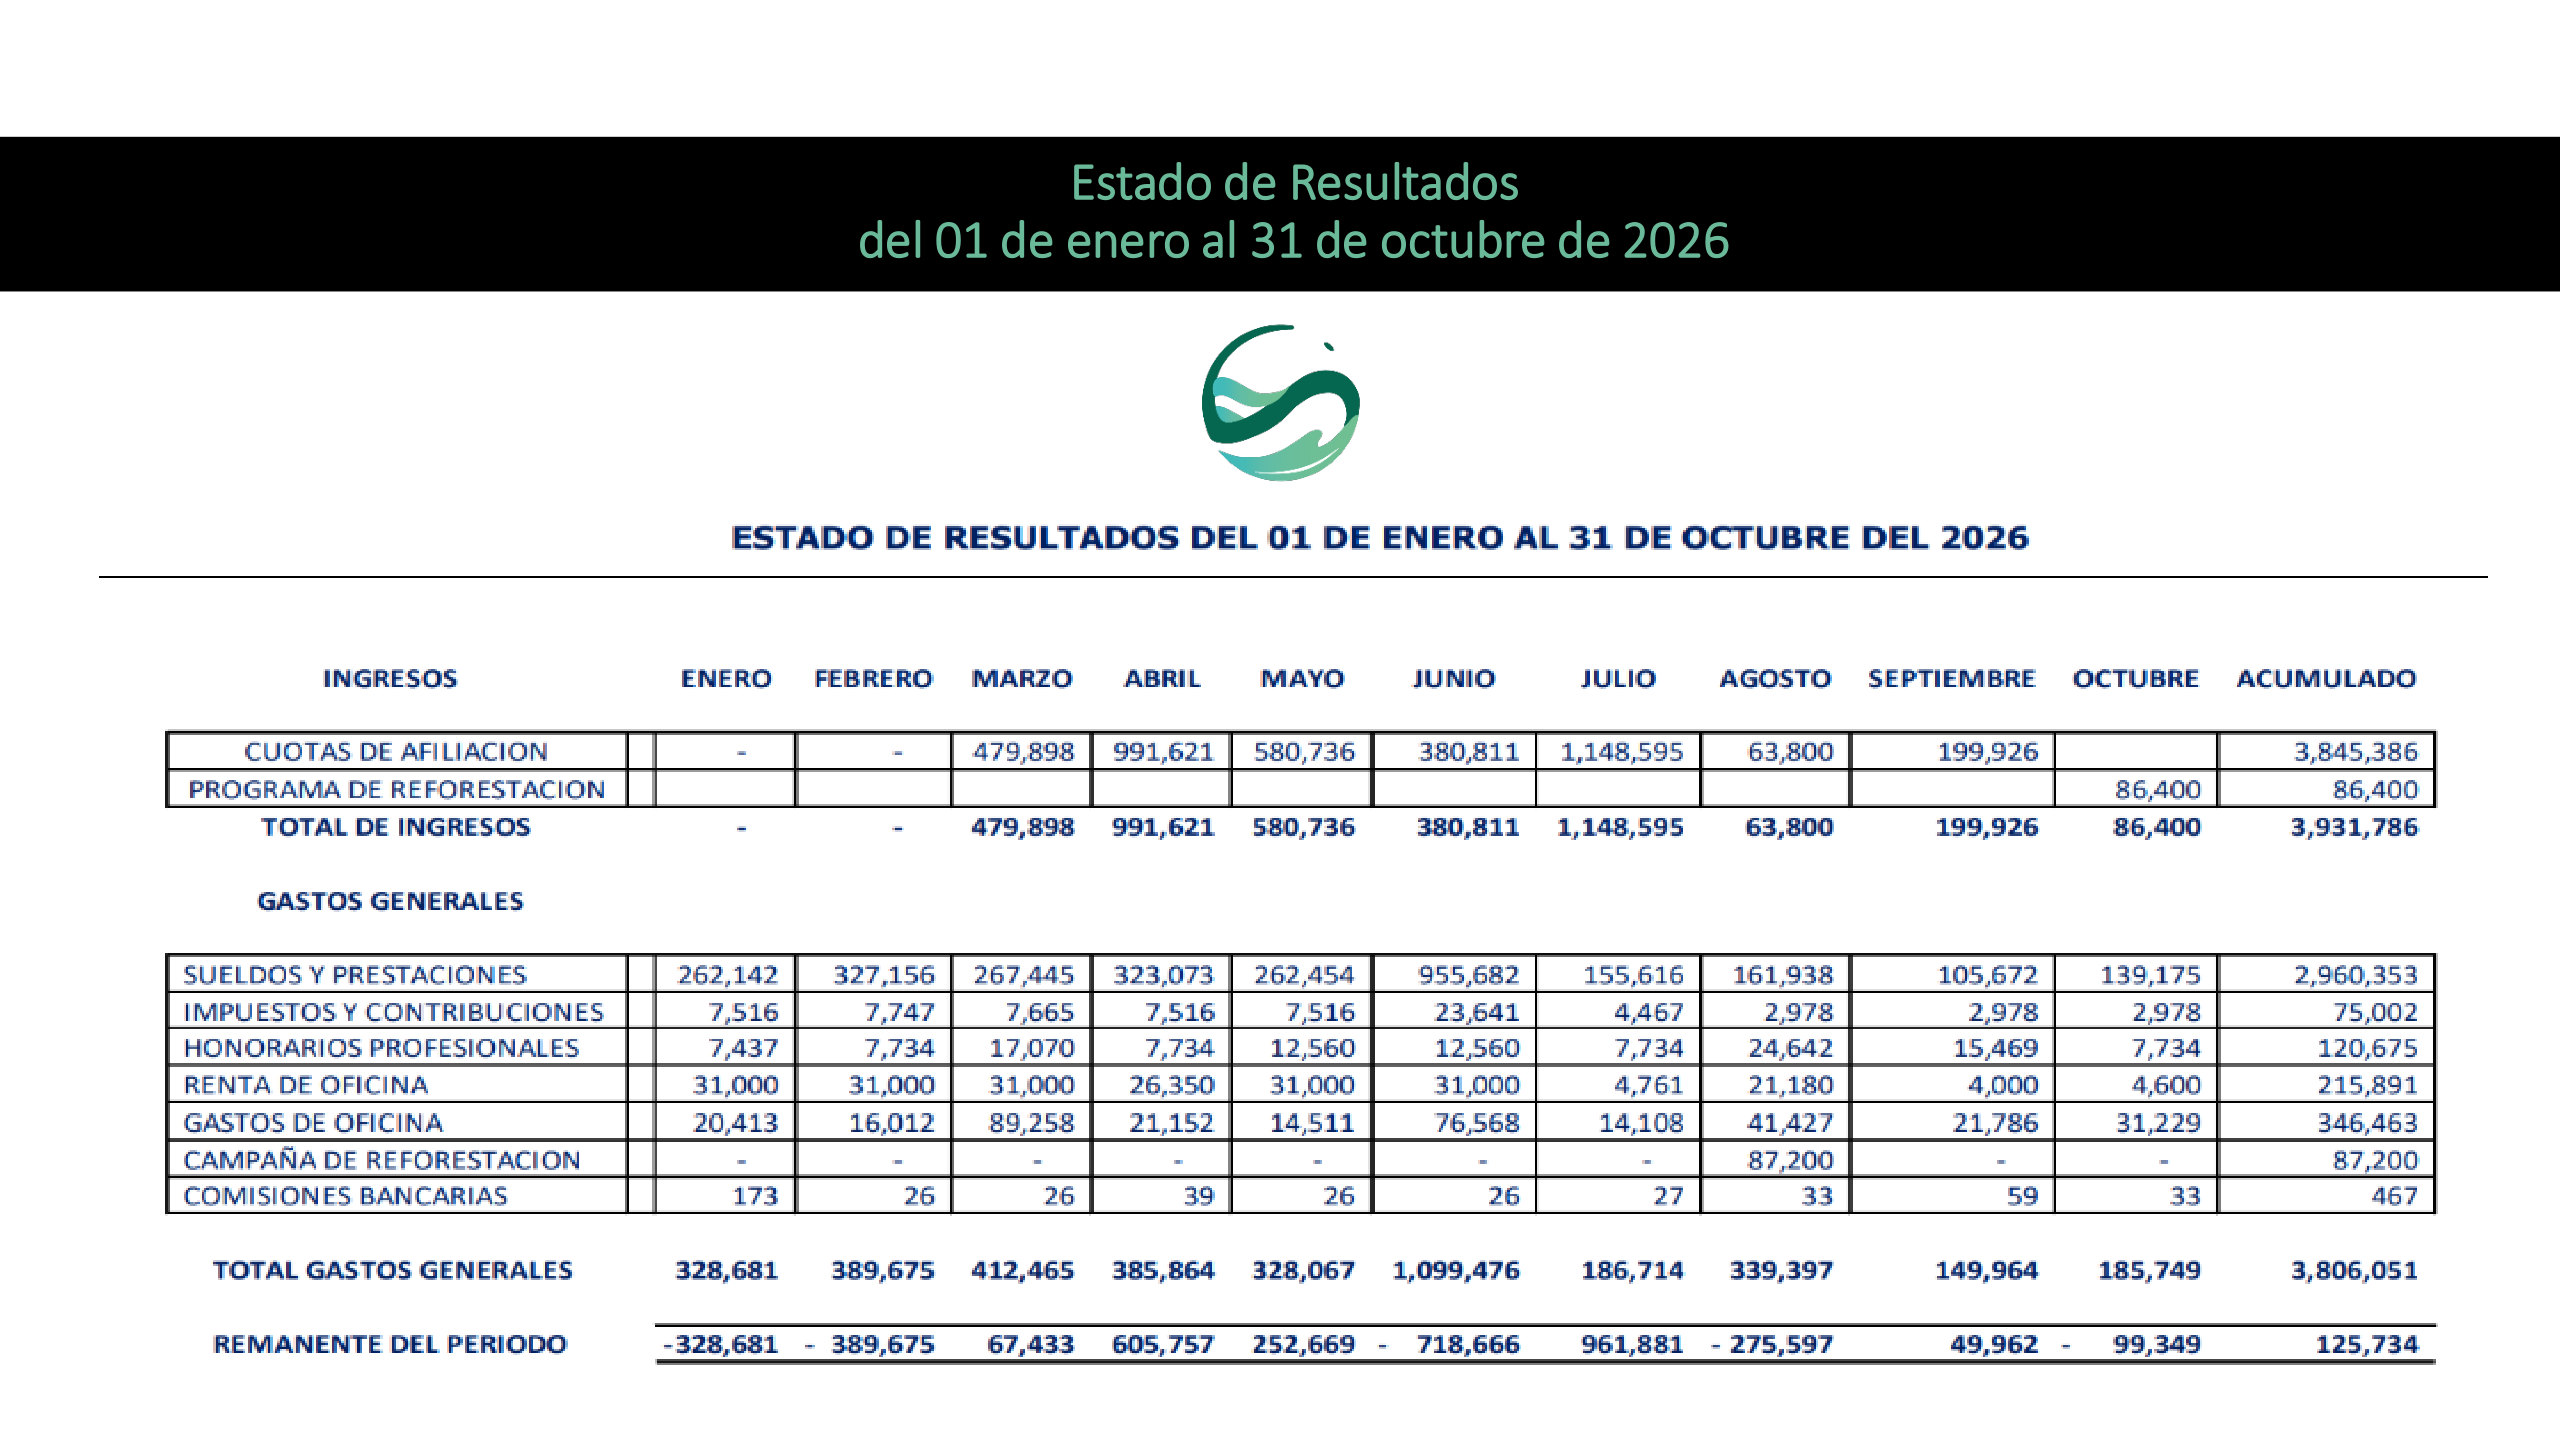 Estado de Resultados
del 01 de enero al 31 de octubre de 2026
ESTADO DE RESULTADOS DEL 01 DE ENERO AL 31 DE OCTUBRE DEL 2026
INGRESOS ENERO FEBRERO MARZO ABRIL MAYO JUNIO JULIO AGOSTO SEPTIEMBRE OCTUBRE ACUMULADO
CUOTAS DE AFILIACION - - 479,898 991,621 580,736 380,811 1,148,595 63,800 199,926 3,845,386
PROGRAMA DE REFORESTACION 86,400 86,400
TOTAL DE INGRESOS - - 479,898 991,621 580,736 380,811 1,148,595 63,800 199,926 86,400 3,931,786
GASTOS GENERALES
SUELDOS Y PRESTACIONES 262,142 327,156 267,445 323,073 262,454 955,682 155,616 161,938 105,672 139,175 2,960,353
IMPUESTOS Y CONTRIBUCIONES 7,516 7,747 7,665 7,516 7,516 23,641 4,467 2,978 2,978 2,978 75,002
HONORARIOS PROFESIONALES 7,437 7,734 17,070 7,734 12,560 12,560 7,734 24,642 15,469 7,734 120,675
RENTA DE OFICINA 31,000 31,000 31,000 26,350 31,000 31,000 4,761 21,180 4,000 4,600 215,891
GASTOS DE OFICINA 20,413 16,012 89,258 21,152 14,511 76,568 14,108 41,427 21,786 31,229 346,463
CAMPAÑA DE REFORESTACION - - - - - - - 87,200 - - 87,200
COMISIONES BANCARIAS 173 26 26 39 26 26 27 33 59 33 467
TOTAL GASTOS GENERALES 328,681 389,675 412,465 385,864 328,067 1,099,476 186,714 339,397 149,964 185,749 3,806,051
REMANENTE DEL PERIODO -328,681 - 389,675 67,433 605,757 252,669 - 718,666 961,881 - 275,597 49,962 - 99,349 125,734